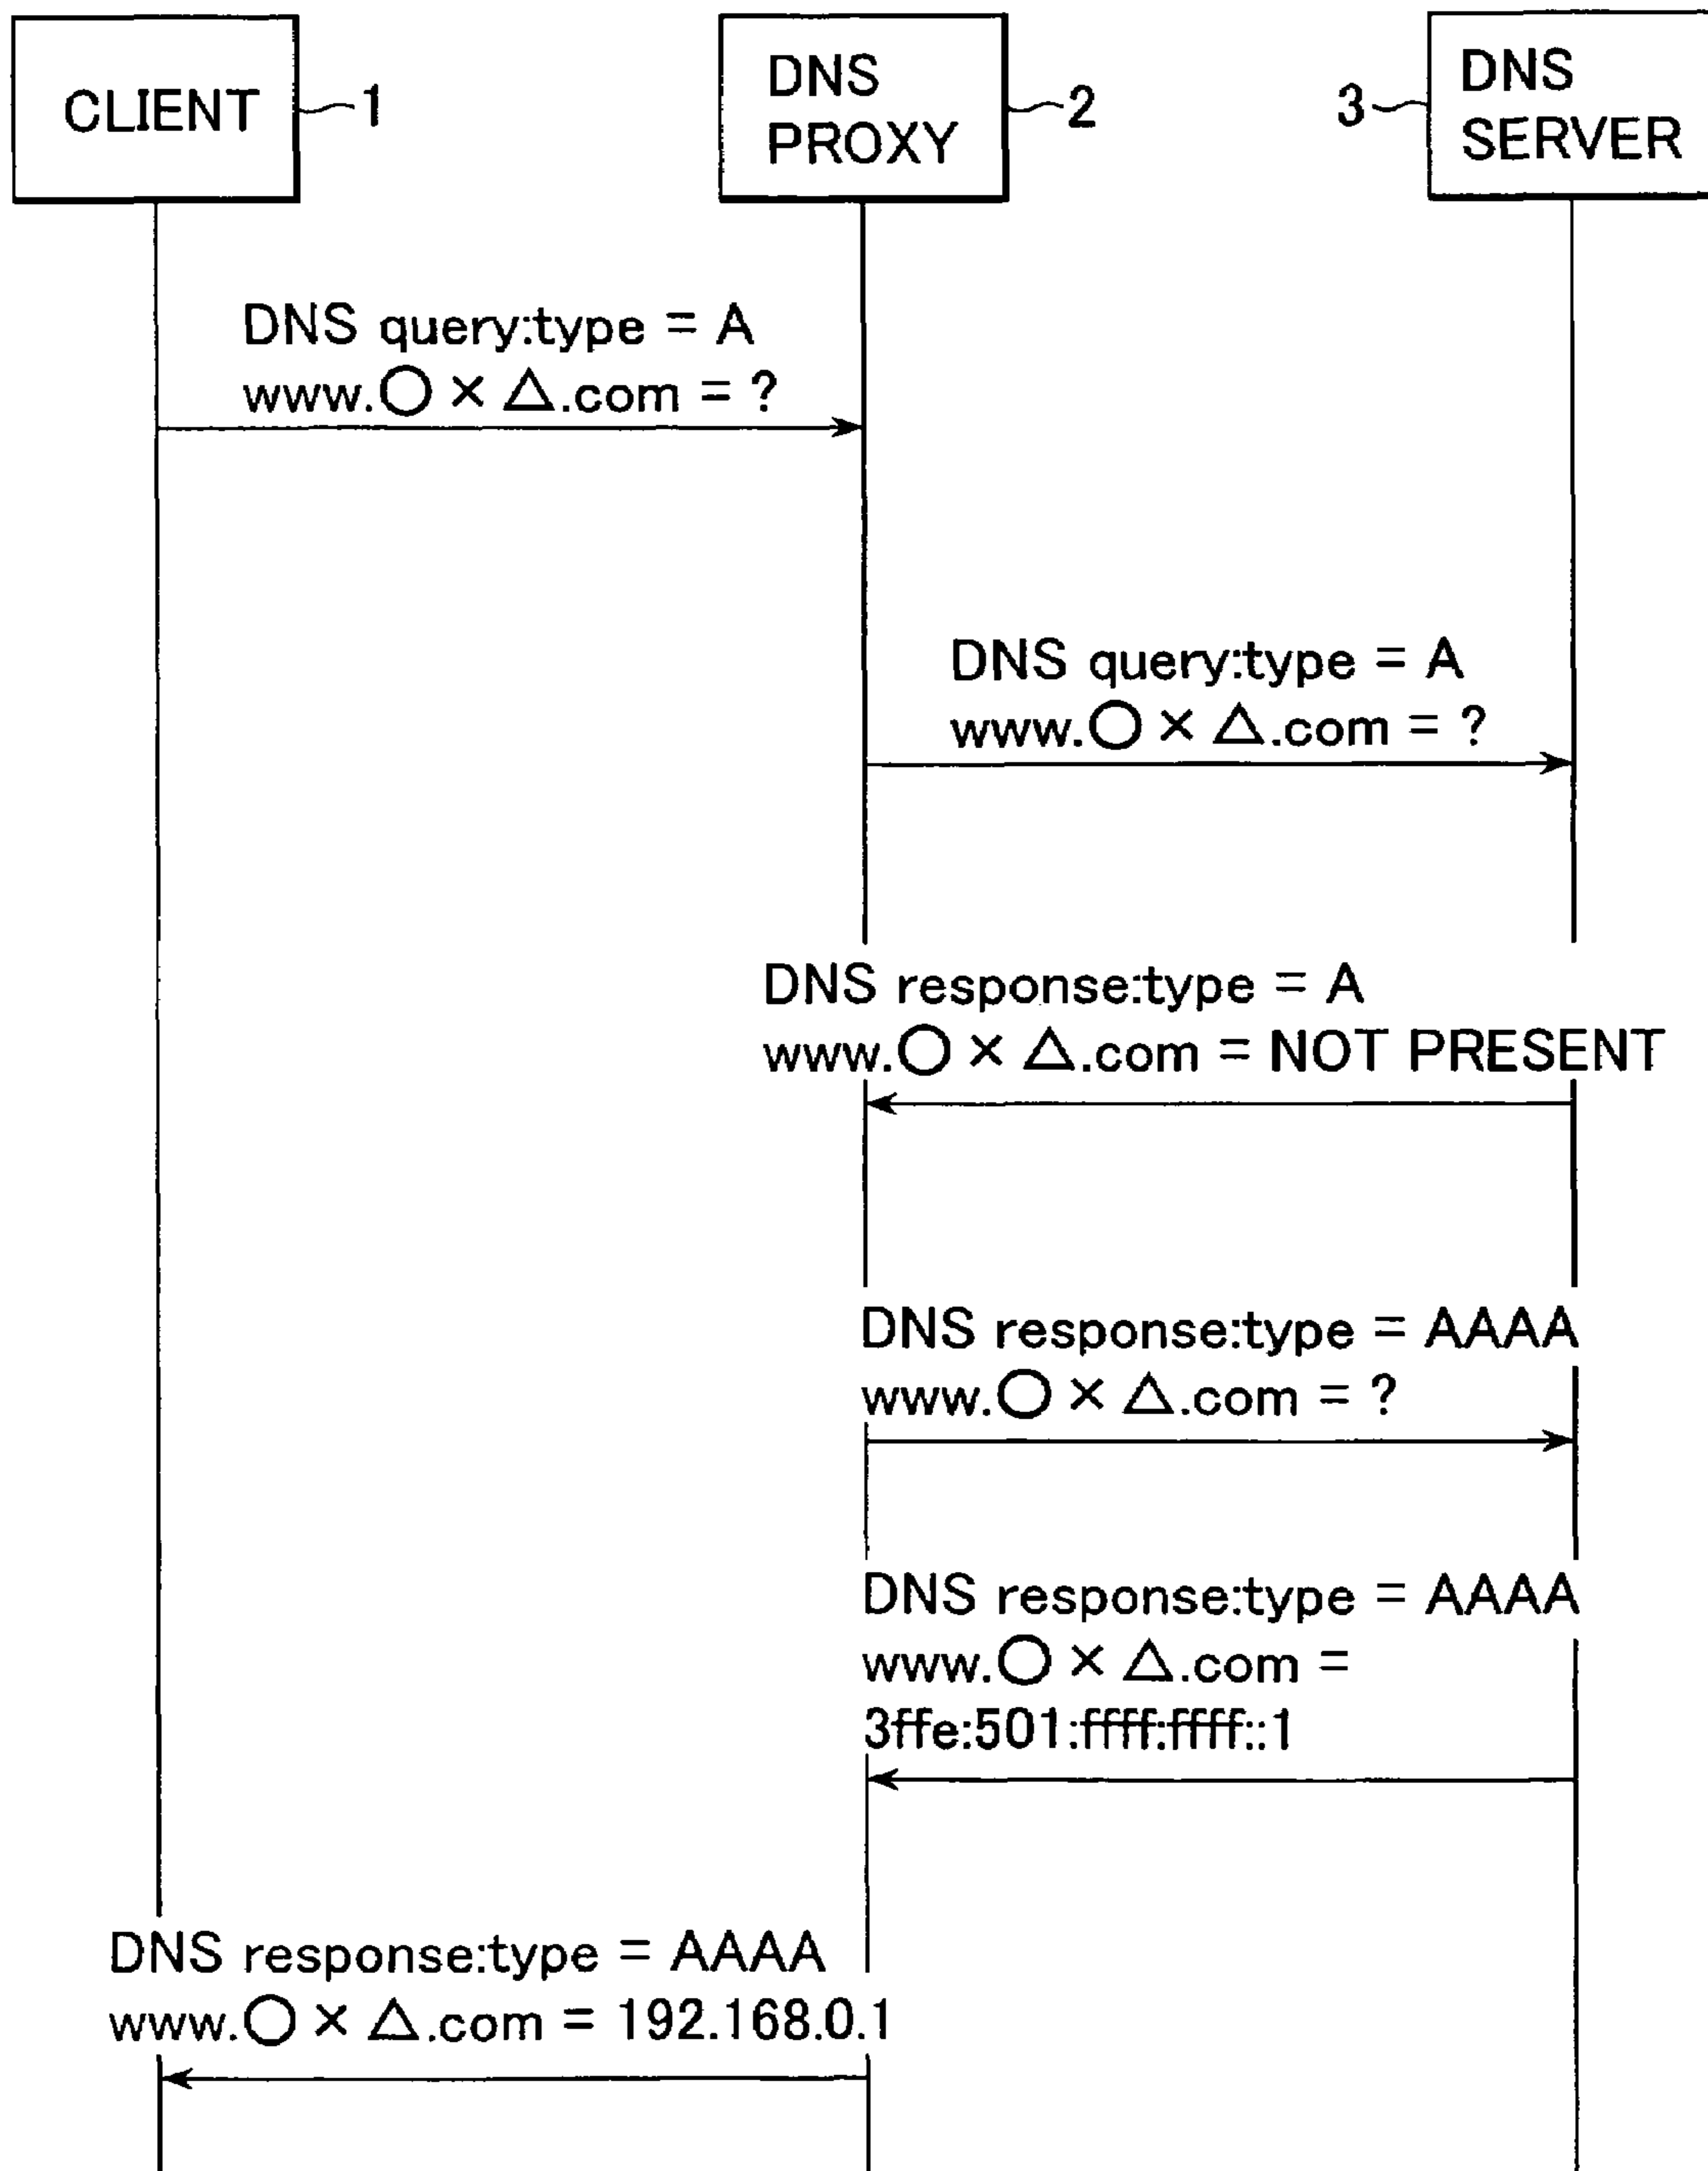 CLIENT
1
DNS
PROXY
2
3
DNS
SERVER
DNS query:type = A
www.○×△.com = ?
DNS query:type = A
www.○×△.com = ?
DNS response:type = A
www.○×△.com = NOT PRESENT
DNS response:type = AAAA
www.○×△.com = ?
DNS response:type = AAAA
www.○×△.com =
3ffe:501:ffff:ffff::1
DNS response:type = AAAA
www.○×△.com = 192.168.0.1